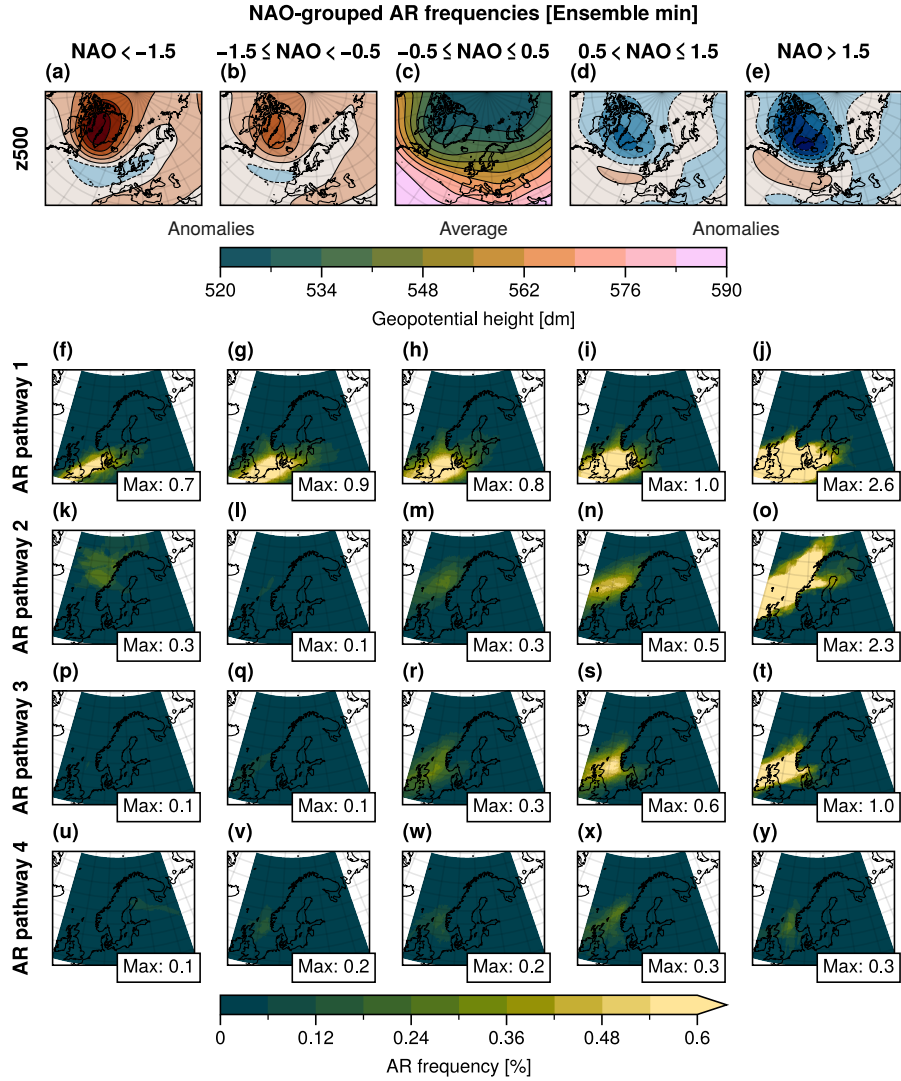 NAO-grouped AR frequencies [Ensemble min]
NAO < −1.5
−1.5 ≤ NAO < −0.5
−0.5 ≤ NAO ≤ 0.5
0.5 < NAO ≤ 1.5
NAO > 1.5
(a) (b) (c) (d) (e)
z500
Anomalies Average Anomalies
520 534 548 562 576 590
Geopotential height [dm]
(f) (g) (h) (i) (j)
AR pathway 1
Max: 0.7 Max: 0.9 Max: 0.8 Max: 1.0 Max: 2.6
(k) (l) (m) (n) (o)
AR pathway 2
Max: 0.3 Max: 0.1 Max: 0.3 Max: 0.5 Max: 2.3
(p) (q) (r) (s) (t)
AR pathway 3
Max: 0.1 Max: 0.1 Max: 0.3 Max: 0.6 Max: 1.0
(u) (v) (w) (x) (y)
AR pathway 4
Max: 0.1 Max: 0.2 Max: 0.2 Max: 0.3 Max: 0.3
0 0.12 0.24 0.36 0.48 0.6
AR frequency [%]